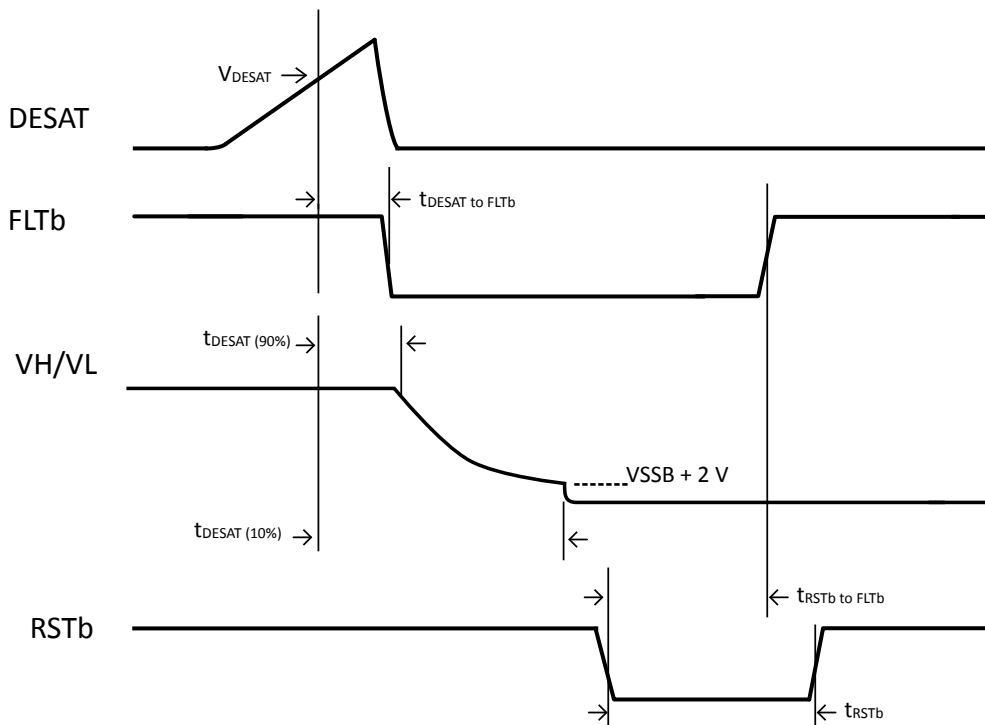 VDESAT
DESAT
tDESAT to FLTb
FLTb
tDESAT (90%)
VH/VL
VSSB + 2 V
tDESAT (10%)
tRSTb to FLTb
RSTb
tRSTb